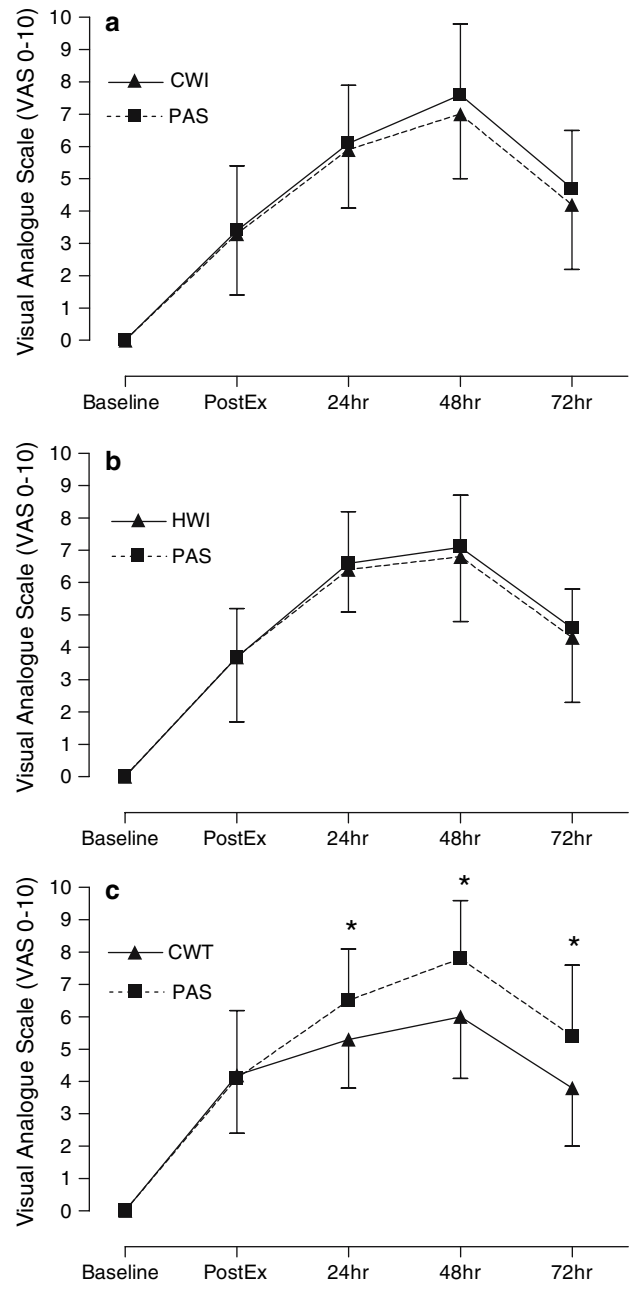 Visual Analogue Scale (VAS 0-10)
a
10
9
8
7
6
5
4
3
2
1
0
CWI
PAS
Baseline PostEx 24hr 48hr 72hr
Visual Analogue Scale (VAS 0-10)
b
10
9
8
7
6
5
4
3
2
1
0
HWI
PAS
Baseline PostEx 24hr 48hr 72hr
Visual Analogue Scale (VAS 0-10)
c
10
9
8
7
6
5
4
3
2
1
0
CWT
PAS
* * *
Baseline PostEx 24hr 48hr 72hr